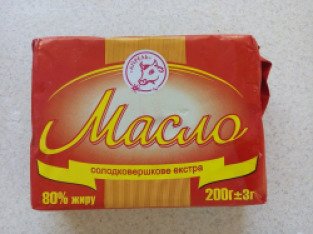 Масло
солодковершкове екстра
80% жиру
200г±3г